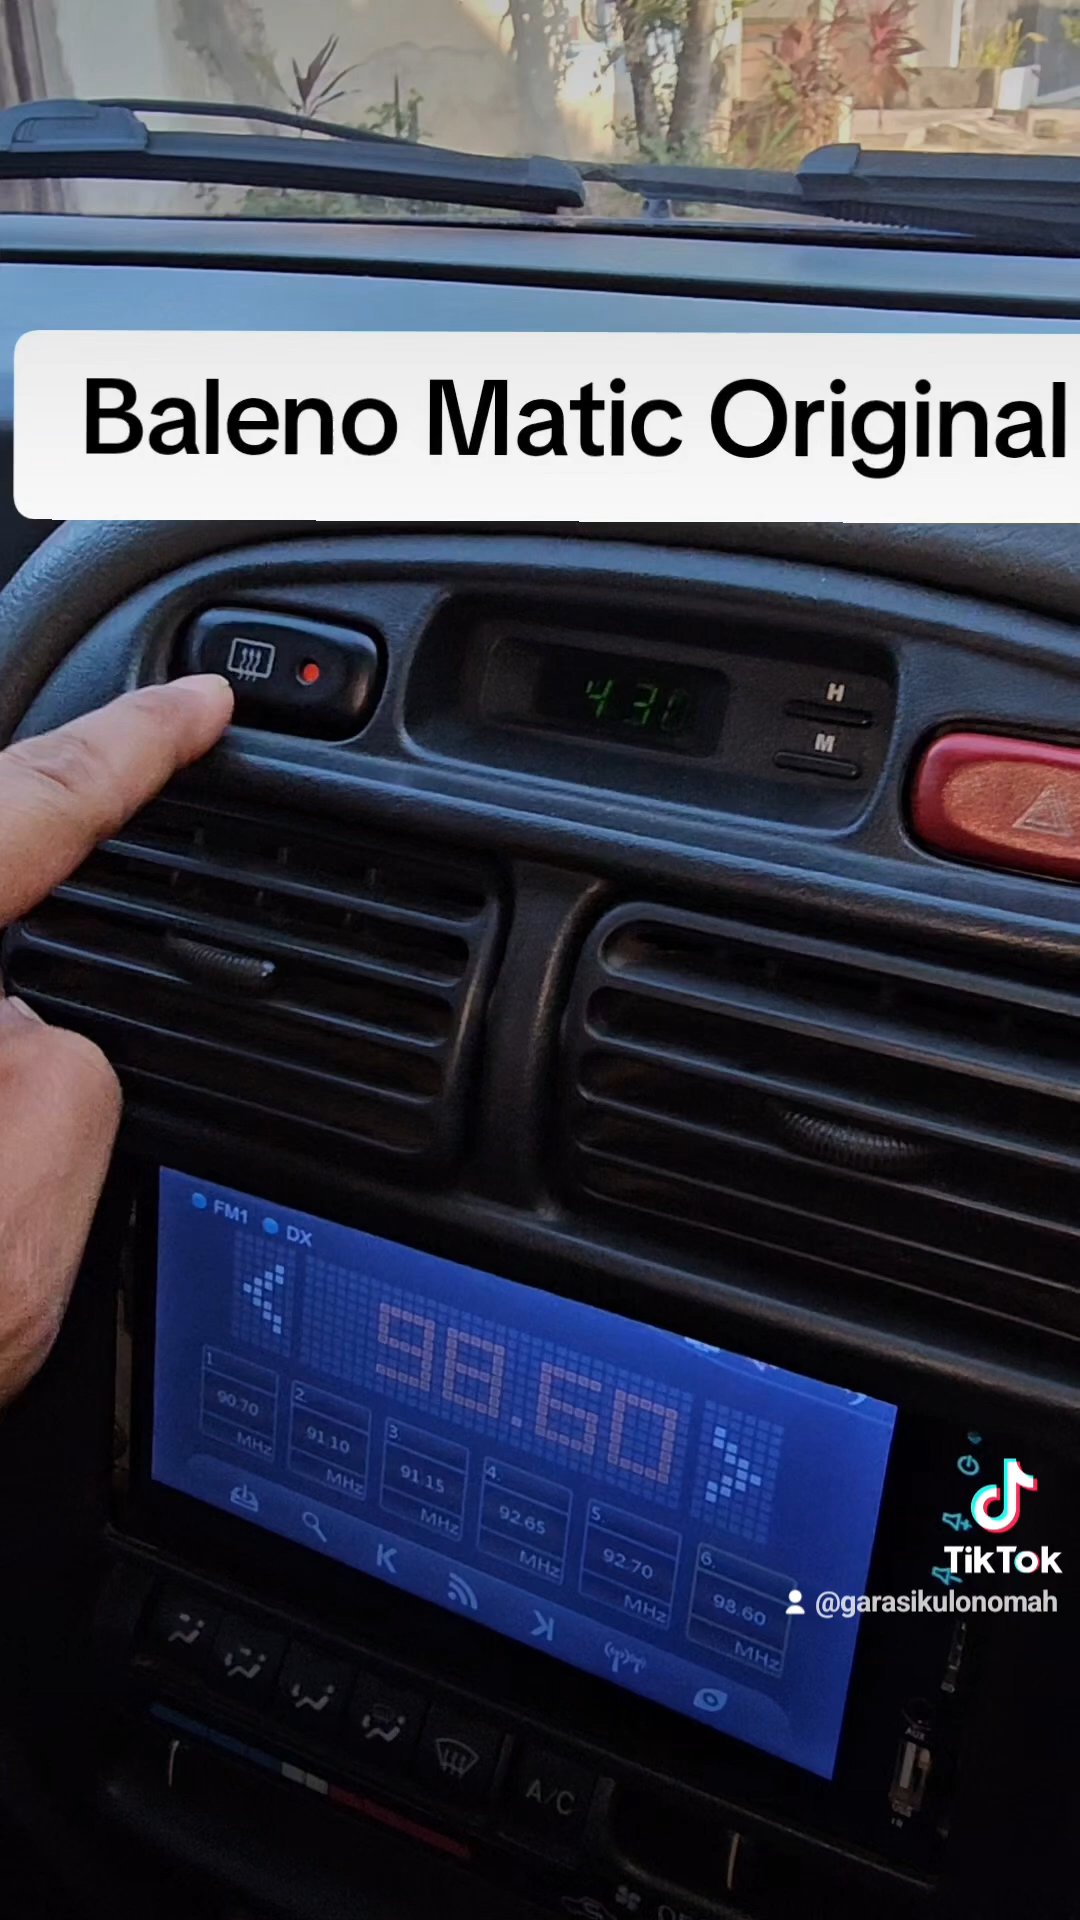 Baleno Matic Original
H
M
FM1 DX
98.60
1.
90.70
MHz
2.
91.10
MHz
3.
91.15
MHz
4.
92.65
MHz
5.
92.70
MHz
6.
98.60
MHz
TikTok
@garasikulonomah
AUX
A/C